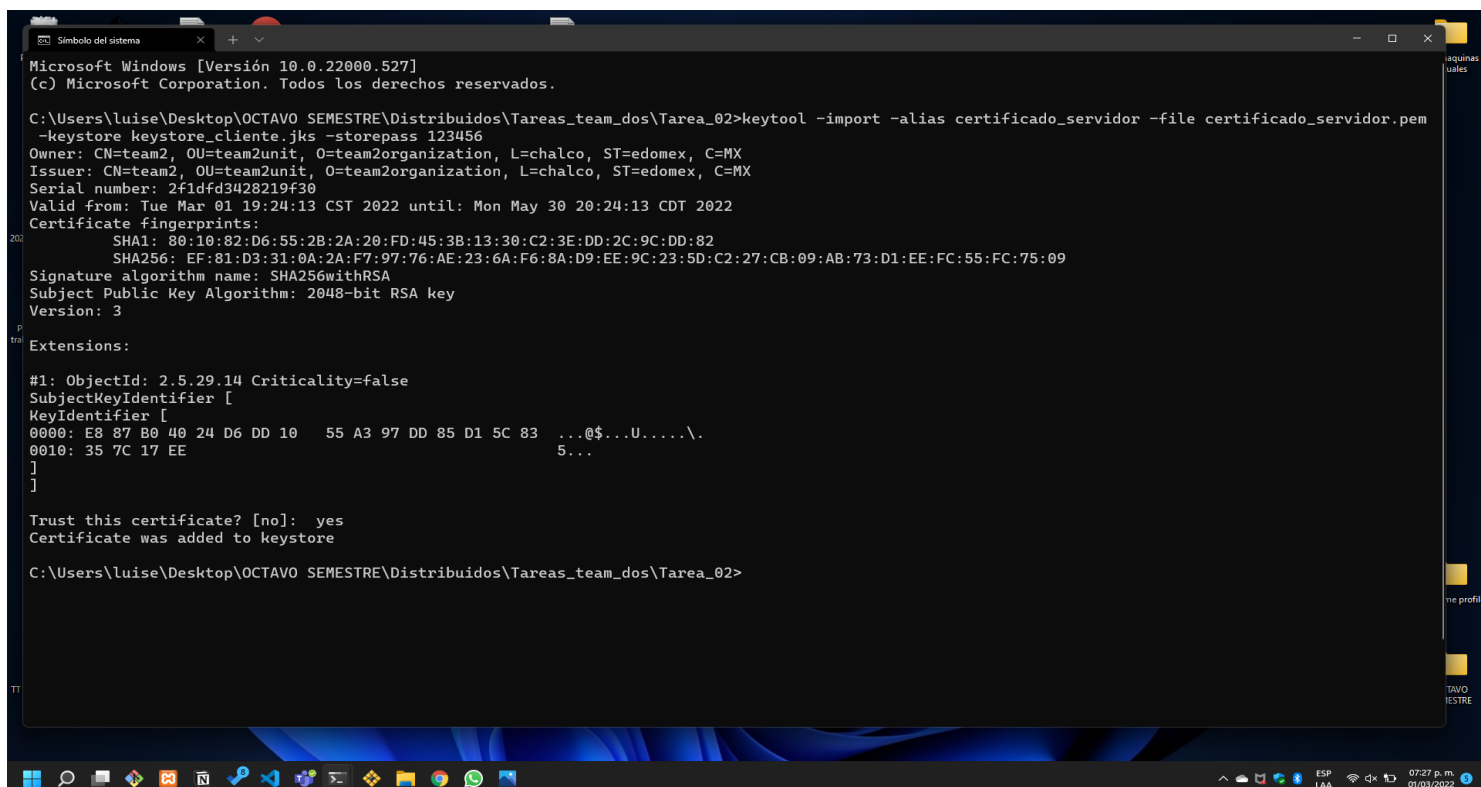 Símbolo del sistema
Microsoft Windows [Versión 10.0.22000.527]
(c) Microsoft Corporation. Todos los derechos reservados.
C:\Users\luise\Desktop\OCTAVO SEMESTRE\Distribuidos\Tareas_team_dos\Tarea_02>keytool -import -alias certificado_servidor -file certificado_servidor.pem
-keystore keystore_cliente.jks -storepass 123456
Owner: CN=team2, OU=team2unit, O=team2organization, L=chalco, ST=edomex, C=MX
Issuer: CN=team2, OU=team2unit, O=team2organization, L=chalco, ST=edomex, C=MX
Serial number: 2f1dfd3428219f30
Valid from: Tue Mar 01 19:24:13 CST 2022 until: Mon May 30 20:24:13 CDT 2022
Certificate fingerprints:
SHA1: 80:10:82:D6:55:2B:2A:20:FD:45:3B:13:30:C2:3E:DD:2C:9C:DD:82
SHA256: EF:81:D3:31:0A:2A:F7:97:76:AE:23:6A:F6:8A:D9:EE:9C:23:5D:C2:27:CB:09:AB:73:D1:EE:FC:55:FC:75:09
Signature algorithm name: SHA256withRSA
Subject Public Key Algorithm: 2048-bit RSA key
Version: 3
Extensions:
#1: ObjectId: 2.5.29.14 Criticality=false
SubjectKeyIdentifier [
KeyIdentifier [
0000: E8 87 B0 40 24 D6 DD 10   55 A3 97 DD 85 D1 5C 83  ...@$...U.....\.
0010: 35 7C 17 EE                                        5...
]
]
Trust this certificate? [no]:  yes
Certificate was added to keystore
C:\Users\luise\Desktop\OCTAVO SEMESTRE\Distribuidos\Tareas_team_dos\Tarea_02>
ESP
LAA
07:27 p. m.
01/03/2022
5
8